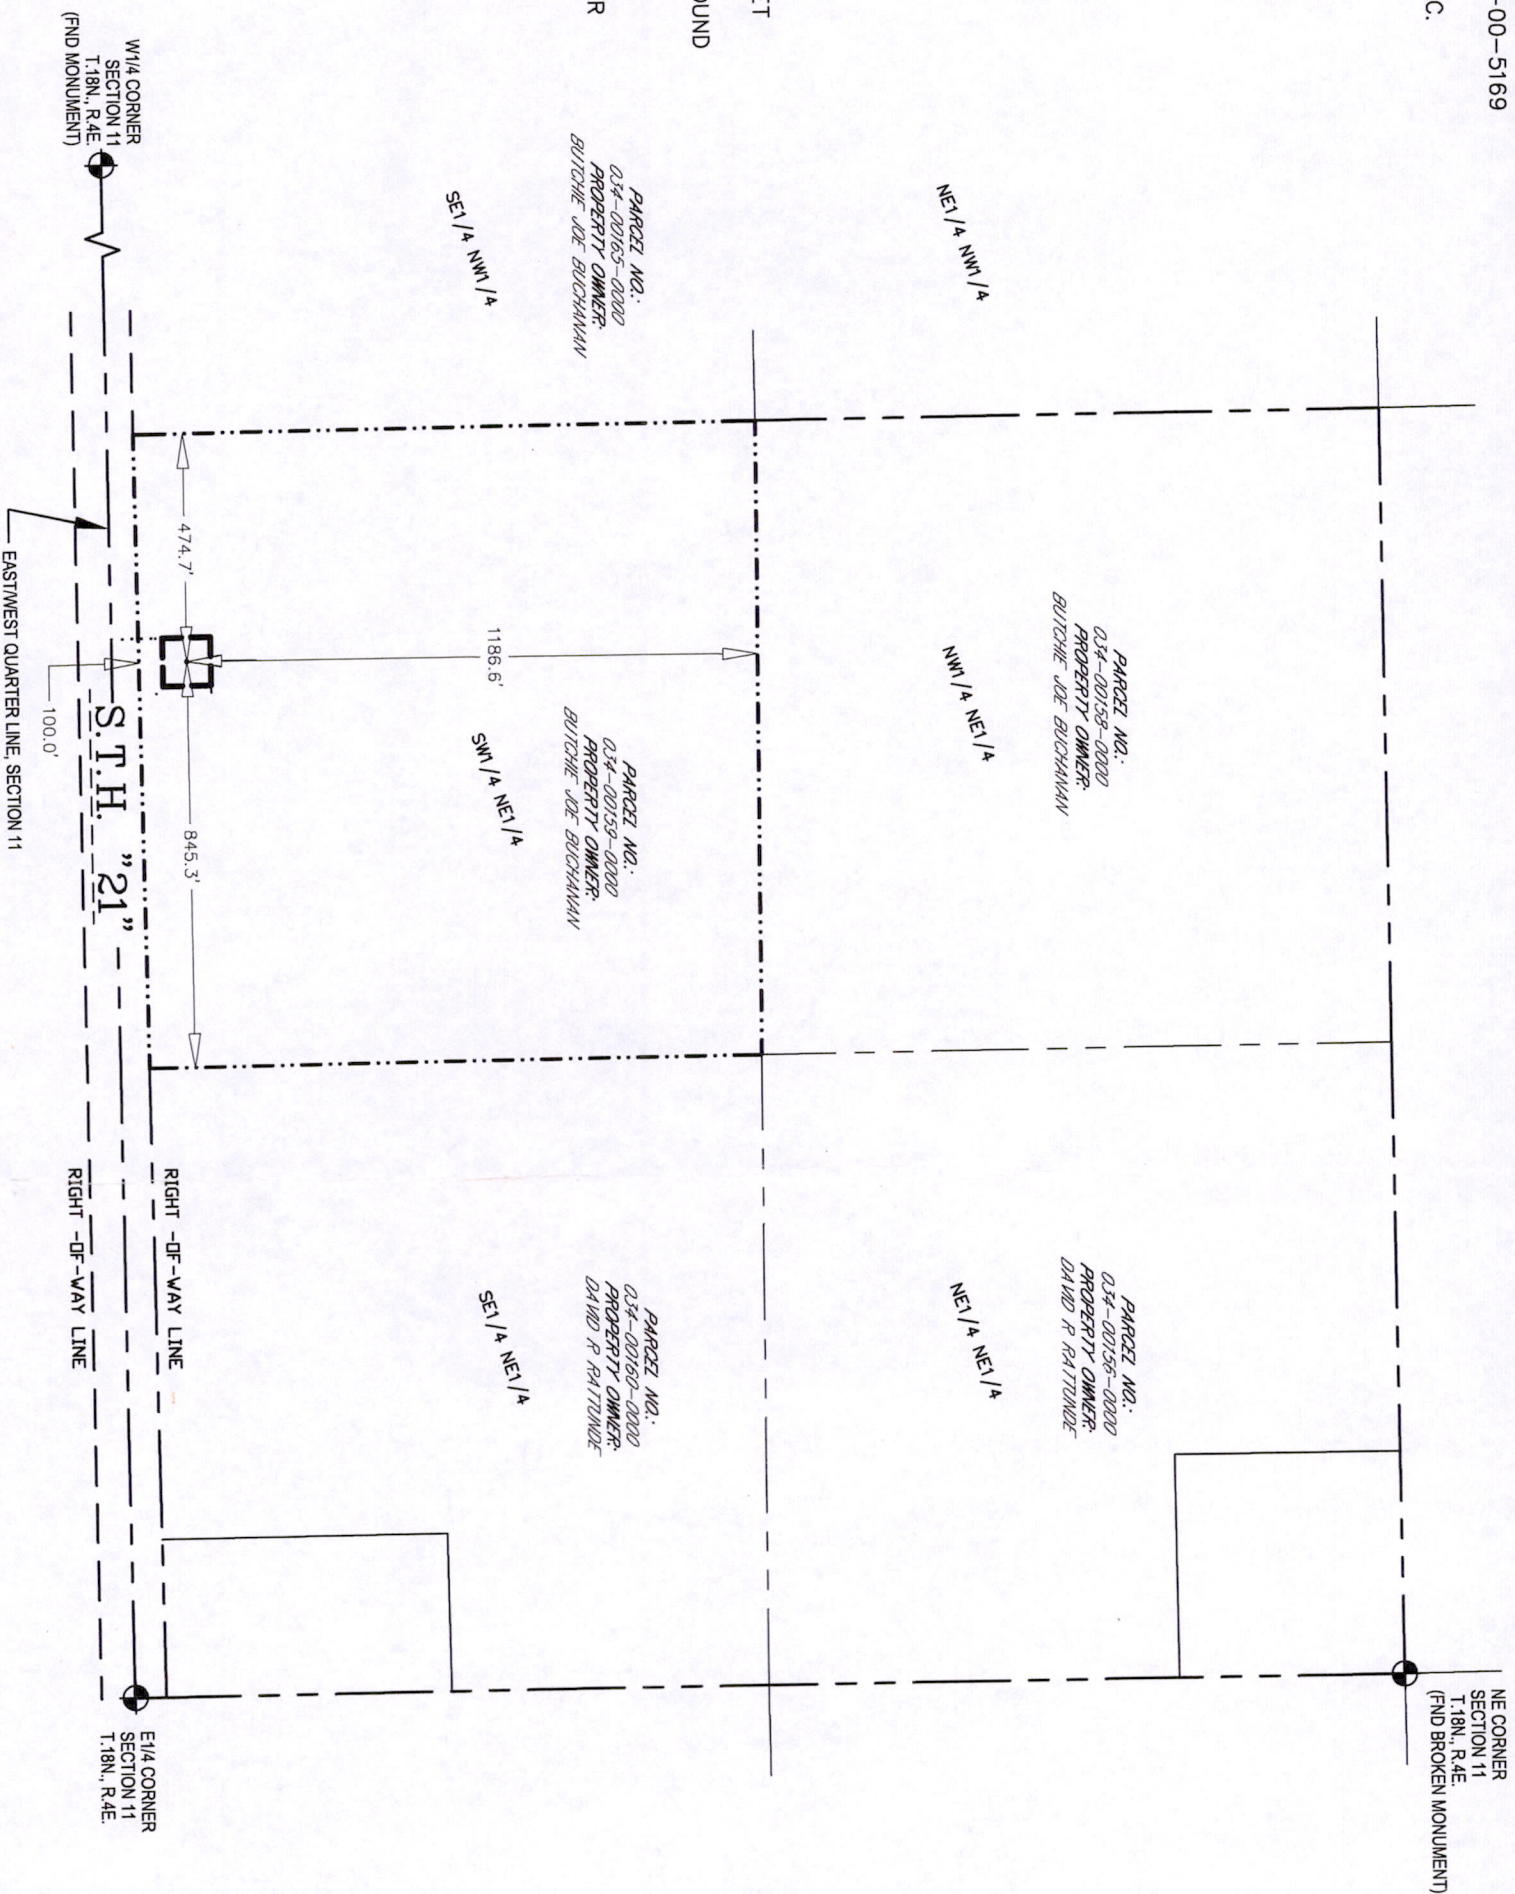 -00-5169
C.
ET
OUND
R
NE CORNER
SECTION 11
T.18N., R.4E.
(FND BROKEN MONUMENT)
NE1/4 NW1/4
PARCEL NO.:
034-00158-0000
PROPERTY OWNER:
BUTCHIE JOE BUCHANAN
NW1/4 NE1/4
PARCEL NO.:
034-00156-0000
PROPERTY OWNER:
DAVID R RATTUNDE
NE1/4 NE1/4
PARCEL NO.:
034-00165-0000
PROPERTY OWNER:
BUTCHIE JOE BUCHANAN
SE1/4 NW1/4
1186.6'
PARCEL NO.:
034-00159-0000
PROPERTY OWNER:
BUTCHIE JOE BUCHANAN
SW1/4 NE1/4
PARCEL NO.:
034-00160-0000
PROPERTY OWNER:
DAVID R RATTUNDE
SE1/4 NE1/4
474.7'
845.3'
W1/4 CORNER
SECTION 11
T.18N., R.4E.
(FND MONUMENT)
S.T.H. "21"
100.0'
RIGHT -OF-WAY LINE
RIGHT -OF-WAY LINE
E1/4 CORNER
SECTION 11
T.18N., R.4E.
EAST/WEST QUARTER LINE, SECTION 11